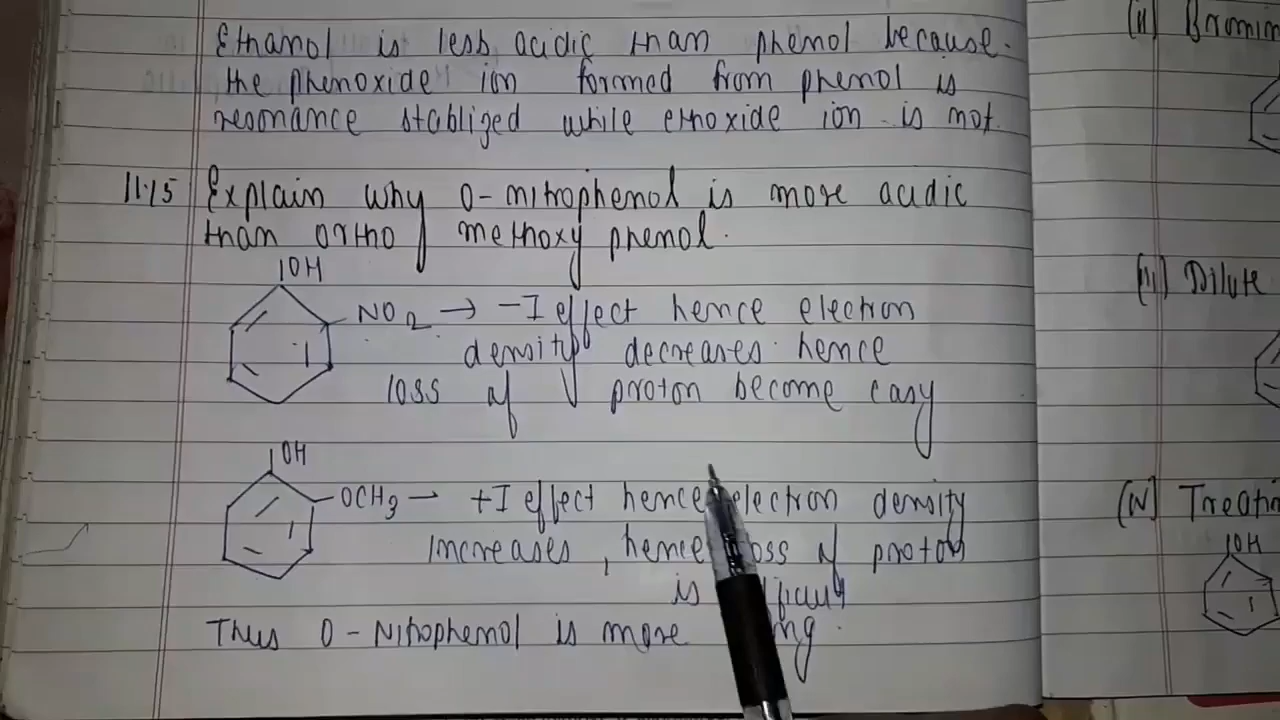 Ethanol is less acidic than phenol because.
the phenoxide ion formed from phenol is
resonance stablized while ethoxide ion is not.
11.15 Explain why O-nitrophenol is more acidic
than ortho methoxy phenol.
OH
NO2 → -I effect hence electron
density decreases hence
loss of proton become easy
OH
OCH3 — +I effect hence electron density
increases, hence loss of proton
is
Thus O-Nitrophenol is more
(ii)
(iii) Dilute
(iv)
OH